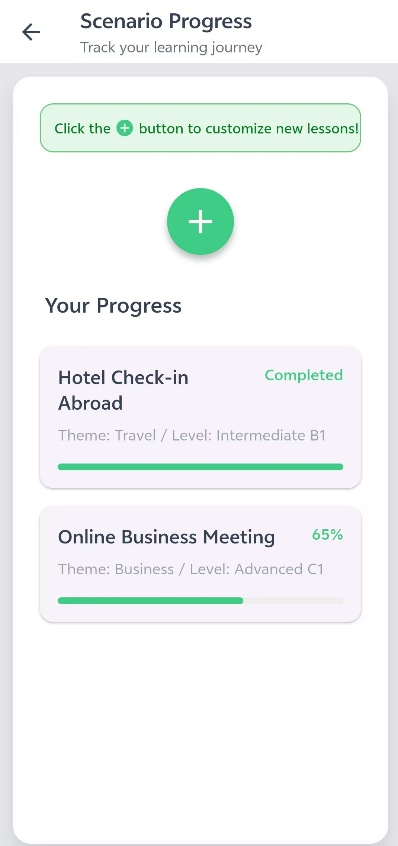 Scenario Progress
Track your learning journey
Click the + button to customize new lessons!
+
Your Progress
Hotel Check-in
Abroad
Completed
Theme: Travel / Level: Intermediate B1
Online Business Meeting
65%
Theme: Business / Level: Advanced C1